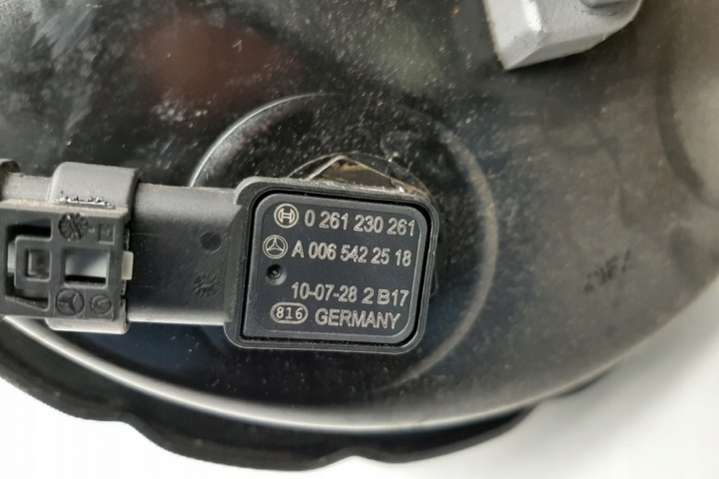 0 261 230 261
A 006 542 25 18
10-07-28 2 B17
816 GERMANY